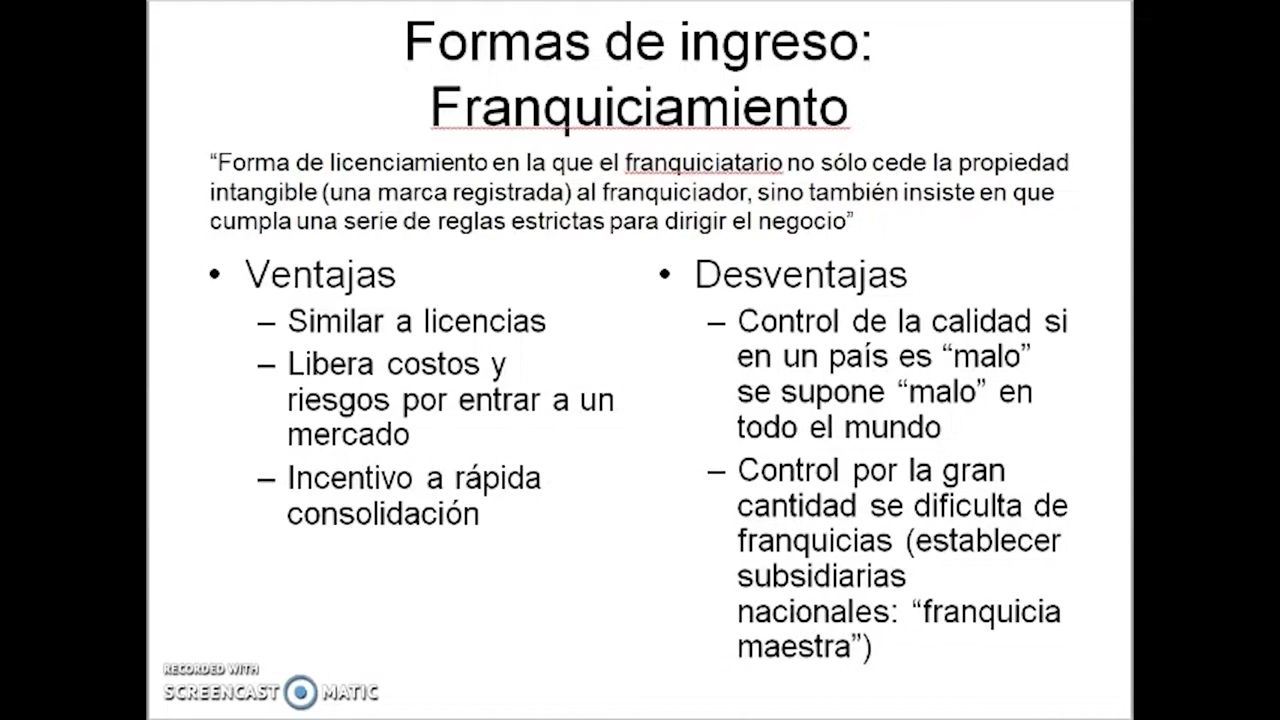 Formas de ingreso:
Franquiciamiento
“Forma de licenciamiento en la que el franquiciatario no sólo cede la propiedad
intangible (una marca registrada) al franquiciador, sino también insiste en que
cumpla una serie de reglas estrictas para dirigir el negocio”
• Ventajas
– Similar a licencias
– Libera costos y
riesgos por entrar a un
mercado
– Incentivo a rápida
consolidación
• Desventajas
– Control de la calidad si
en un país es “malo”
se supone “malo” en
todo el mundo
– Control por la gran
cantidad se dificulta de
franquicias (establecer
subsidiarias
nacionales: “franquicia
maestra”)
RECORDED WITH
SCREENCAST MATIC